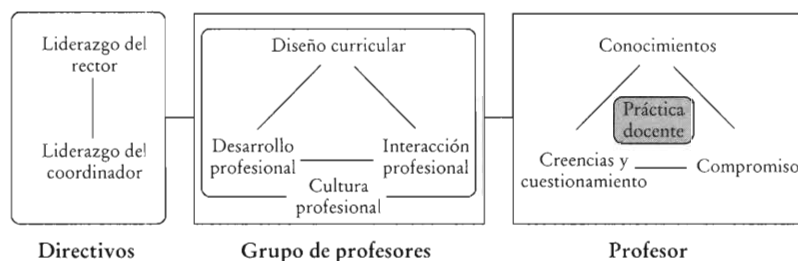 Liderazgo del
rector
Liderazgo del
coordinador
Diseño curricular
Desarrollo
profesional
Interacción
profesional
Cultura
profesional
Conocimientos
Práctica
docente
Creencias y
cuestionamiento
Compromiso
Directivos
Grupo de profesores
Profesor